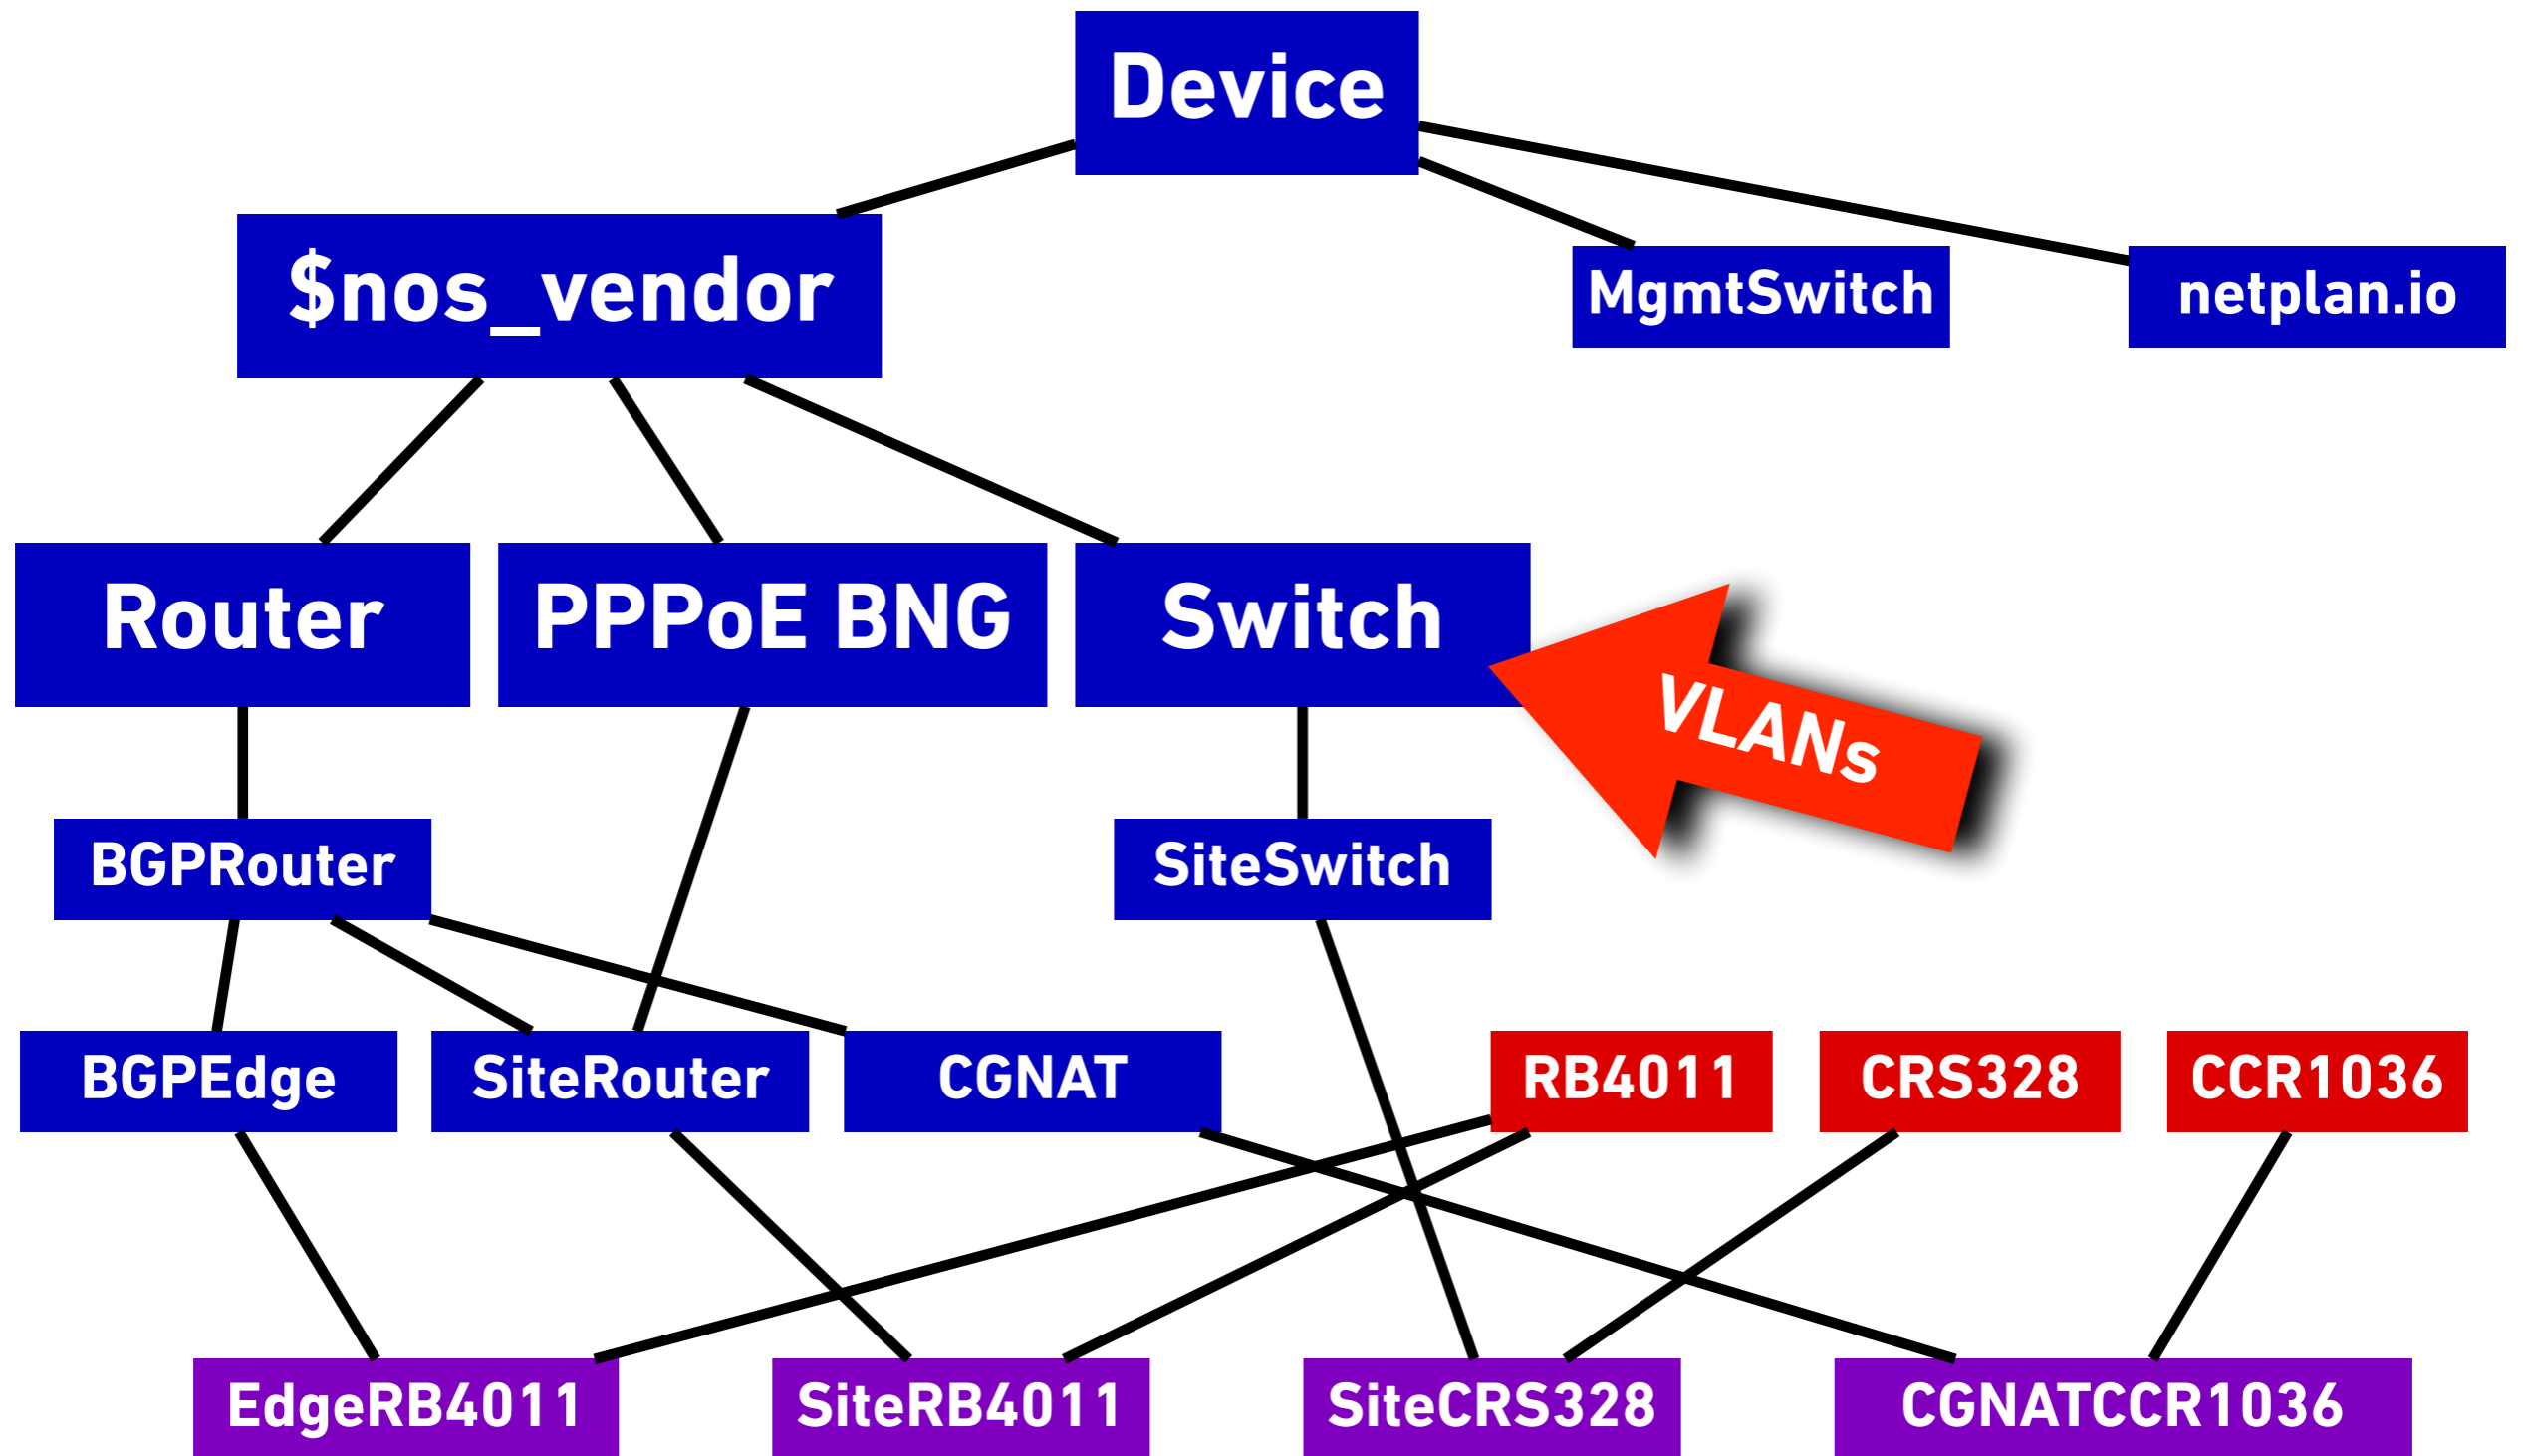 Device
$nos_vendor
MgmtSwitch
netplan.io
Router
PPPoE BNG
Switch
VLANs
BGPRouter
SiteSwitch
BGPEdge
SiteRouter
CGNAT
RB4011
CRS328
CCR1036
EdgeRB4011
SiteRB4011
SiteCRS328
CGNATCCR1036